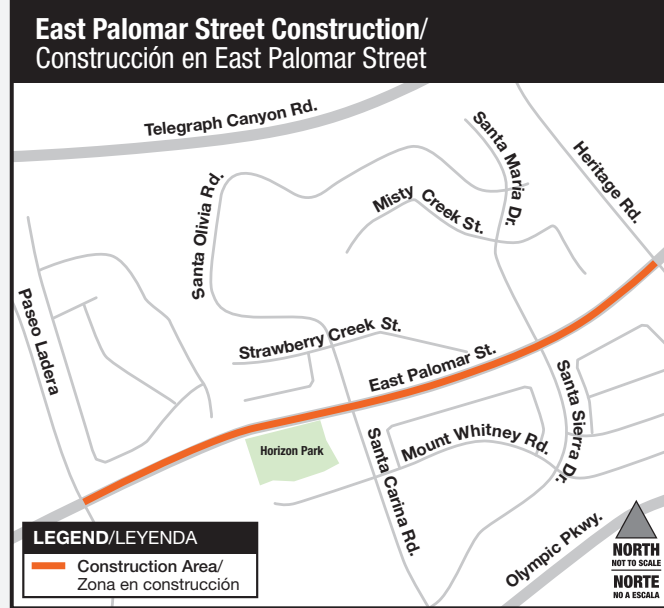 East Palomar Street Construction/
Construcción en East Palomar Street
Telegraph Canyon Rd.
Santa Maria Dr.
Heritage Rd.
Santa Olivia Rd.
Misty Creek St.
Paseo Ladera
Strawberry Creek St.
East Palomar St.
Santa Sierra Dr.
Horizon Park
Santa Carina Rd.
Mount Whitney Rd.
Olympic Pkwy.
LEGEND/LEYENDA
Construction Area/
Zona en construcción
NORTH
NOT TO SCALE
NORTE
NO A ESCALA